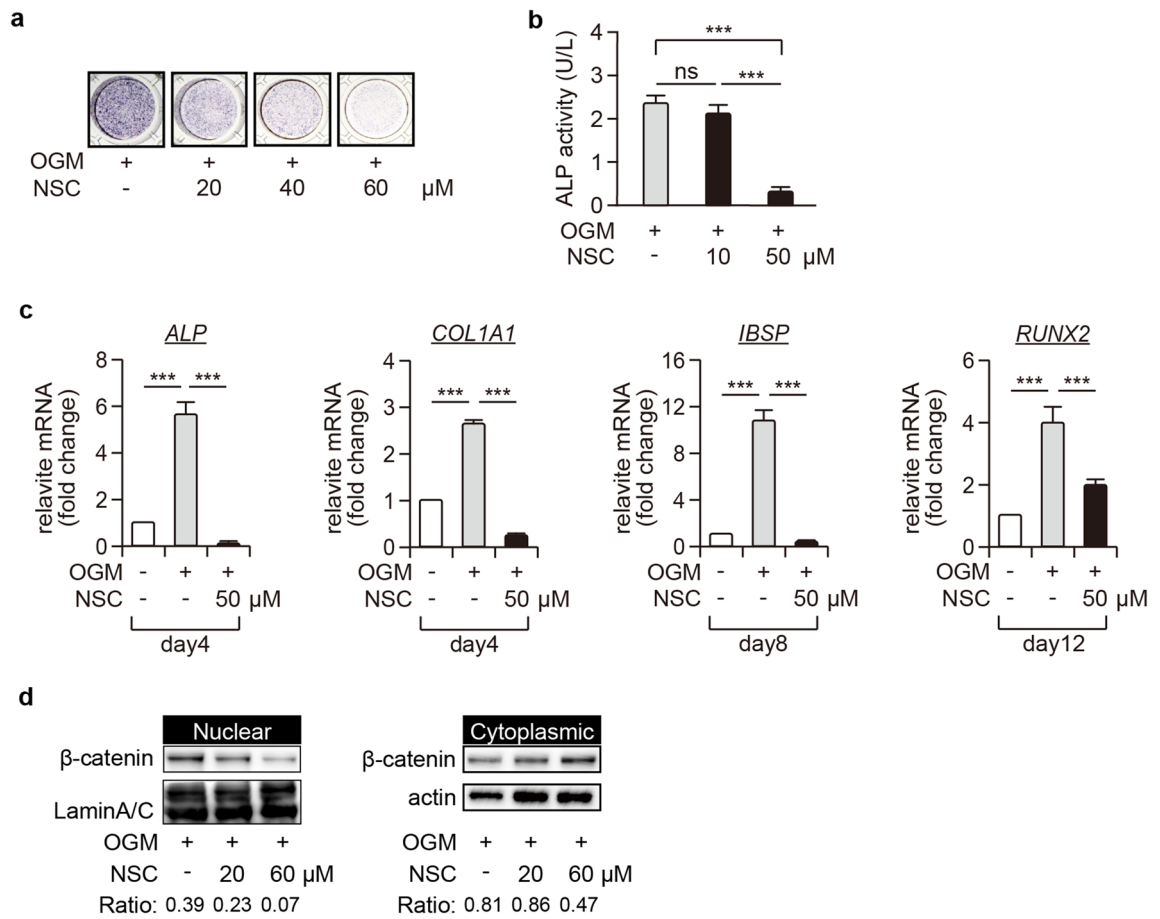 a
OGM + + + +
NSC - 20 40 60 µM
b
ALP activity (U/L)
4
3
2
1
0
***
ns ***
OGM + + +
NSC - 10 50 µM
c
ALP
relavite mRNA
(fold change)
8
6
4
2
0
*** ***
OGM - + +
NSC - - 50 µM
day4
COL1A1
relavite mRNA
(fold change)
4
3
2
1
0
*** ***
OGM - + +
NSC - - 50 µM
day4
IBSP
relavite mRNA
(fold change)
16
12
8
4
0
*** ***
OGM - + +
NSC - - 50 µM
day8
RUNX2
relavite mRNA
(fold change)
6
4
2
0
*** ***
OGM - + +
NSC - - 50 µM
day12
d
Nuclear
β-catenin
LaminA/C
OGM + + +
NSC - 20 60 µM
Ratio: 0.39 0.23 0.07
Cytoplasmic
β-catenin
actin
OGM + + +
NSC - 20 60 µM
Ratio: 0.81 0.86 0.47